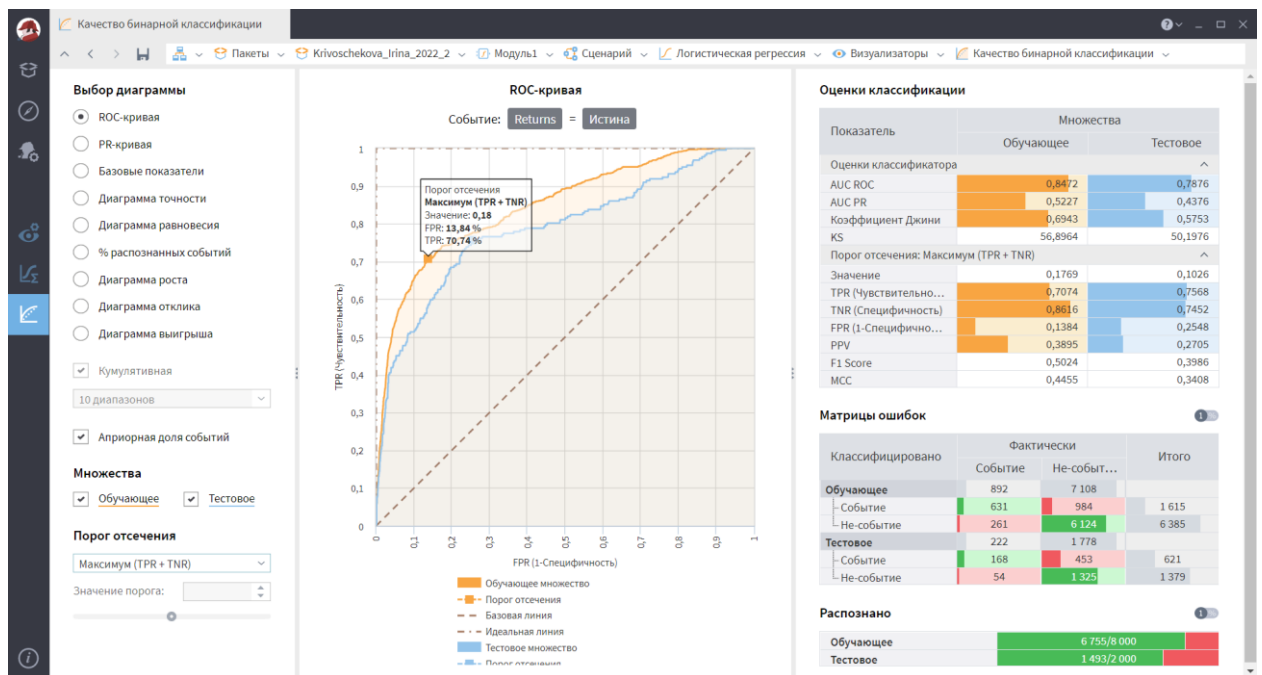 Качество бинарной классификации
Пакеты Krivoschekova_Irina_2022_2 Модуль1 Сценарий Логистическая регрессия Визуализаторы Качество бинарной классификации
Выбор диаграммы
ROC-кривая
PR-кривая
Базовые показатели
Диаграмма точности
Диаграмма равновесия
% распознанных событий
Диаграмма роста
Диаграмма отклика
Диаграмма выигрыша
Кумулятивная
10 диапазонов
Априорная доля событий
Множества
Обучающее Тестовое
Порог отсечения
Максимум (TPR + TNR)
Значение порога:
ROC-кривая
Событие: Returns = Истина
1
0,9
0,8
0,7
0,6
0,5
0,4
0,3
0,2
0,1
0
TPR (Чувствительность)
Порог отсечения
Максимум (TPR + TNR)
Значение: 0,18
FPR: 13,84 %
TPR: 70,74 %
0 0,1 0,2 0,3 0,4 0,5 0,6 0,7 0,8 0,9 1
FPR (1-Специфичность)
Обучающее множество
Порог отсечения
Базовая линия
Идеальная линия
Тестовое множество
Порог отсечения
Оценки классификации
Показатель Множества
Обучающее Тестовое
Оценки классификатора
AUC ROC 0,8472 0,7876
AUC PR 0,5227 0,4376
Коэффициент Джини 0,6943 0,5753
KS 56,8964 50,1976
Порог отсечения: Максимум (TPR + TNR)
Значение 0,1769 0,1026
TPR (Чувствительно... 0,7074 0,7568
TNR (Специфичность) 0,8616 0,7452
FPR (1-Специфично... 0,1384 0,2548
PPV 0,3895 0,2705
F1 Score 0,5024 0,3986
MCC 0,4455 0,3408
Матрицы ошибок 1
Классифицировано Фактически Итого
Событие Не-событ...
Обучающее 892 7 108
Событие 631 984 1 615
Не-событие 261 6 124 6 385
Тестовое 222 1 778
Событие 168 453 621
Не-событие 54 1 325 1 379
Распознано 1
Обучающее 6 755/8 000
Тестовое 1 493/2 000